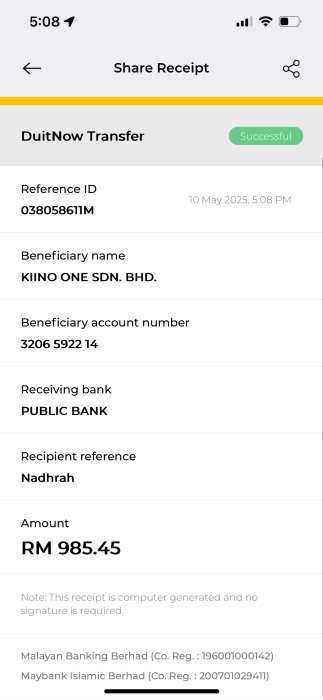 5:08
Share Receipt
DuitNow Transfer
Successful
Reference ID
10 May 2025, 5:08 PM
038058611M
Beneficiary name
KIINO ONE SDN. BHD.
Beneficiary account number
3206 5922 14
Receiving bank
PUBLIC BANK
Recipient reference
Nadhrah
Amount
RM 985.45
Note: This receipt is computer generated and no
signature is required.
Malayan Banking Berhad (Co. Reg. : 196001000142)
Maybank Islamic Berhad (Co. Reg. : 200701029411)